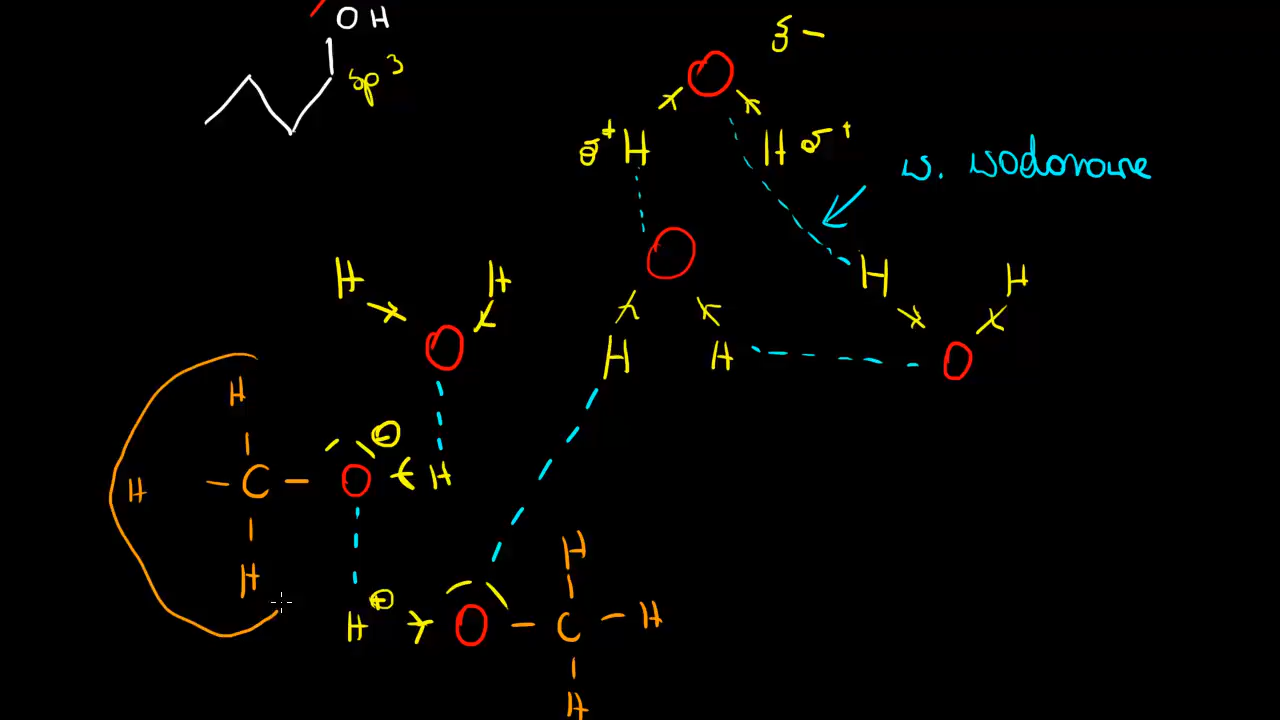 OH
sp³
δ-
O
δ+ H
H δ+
w. wodorowe
O
H H
H H
O
H H
O
H
H
C O ⊖ H
H
H
H ⊕ O C H
H